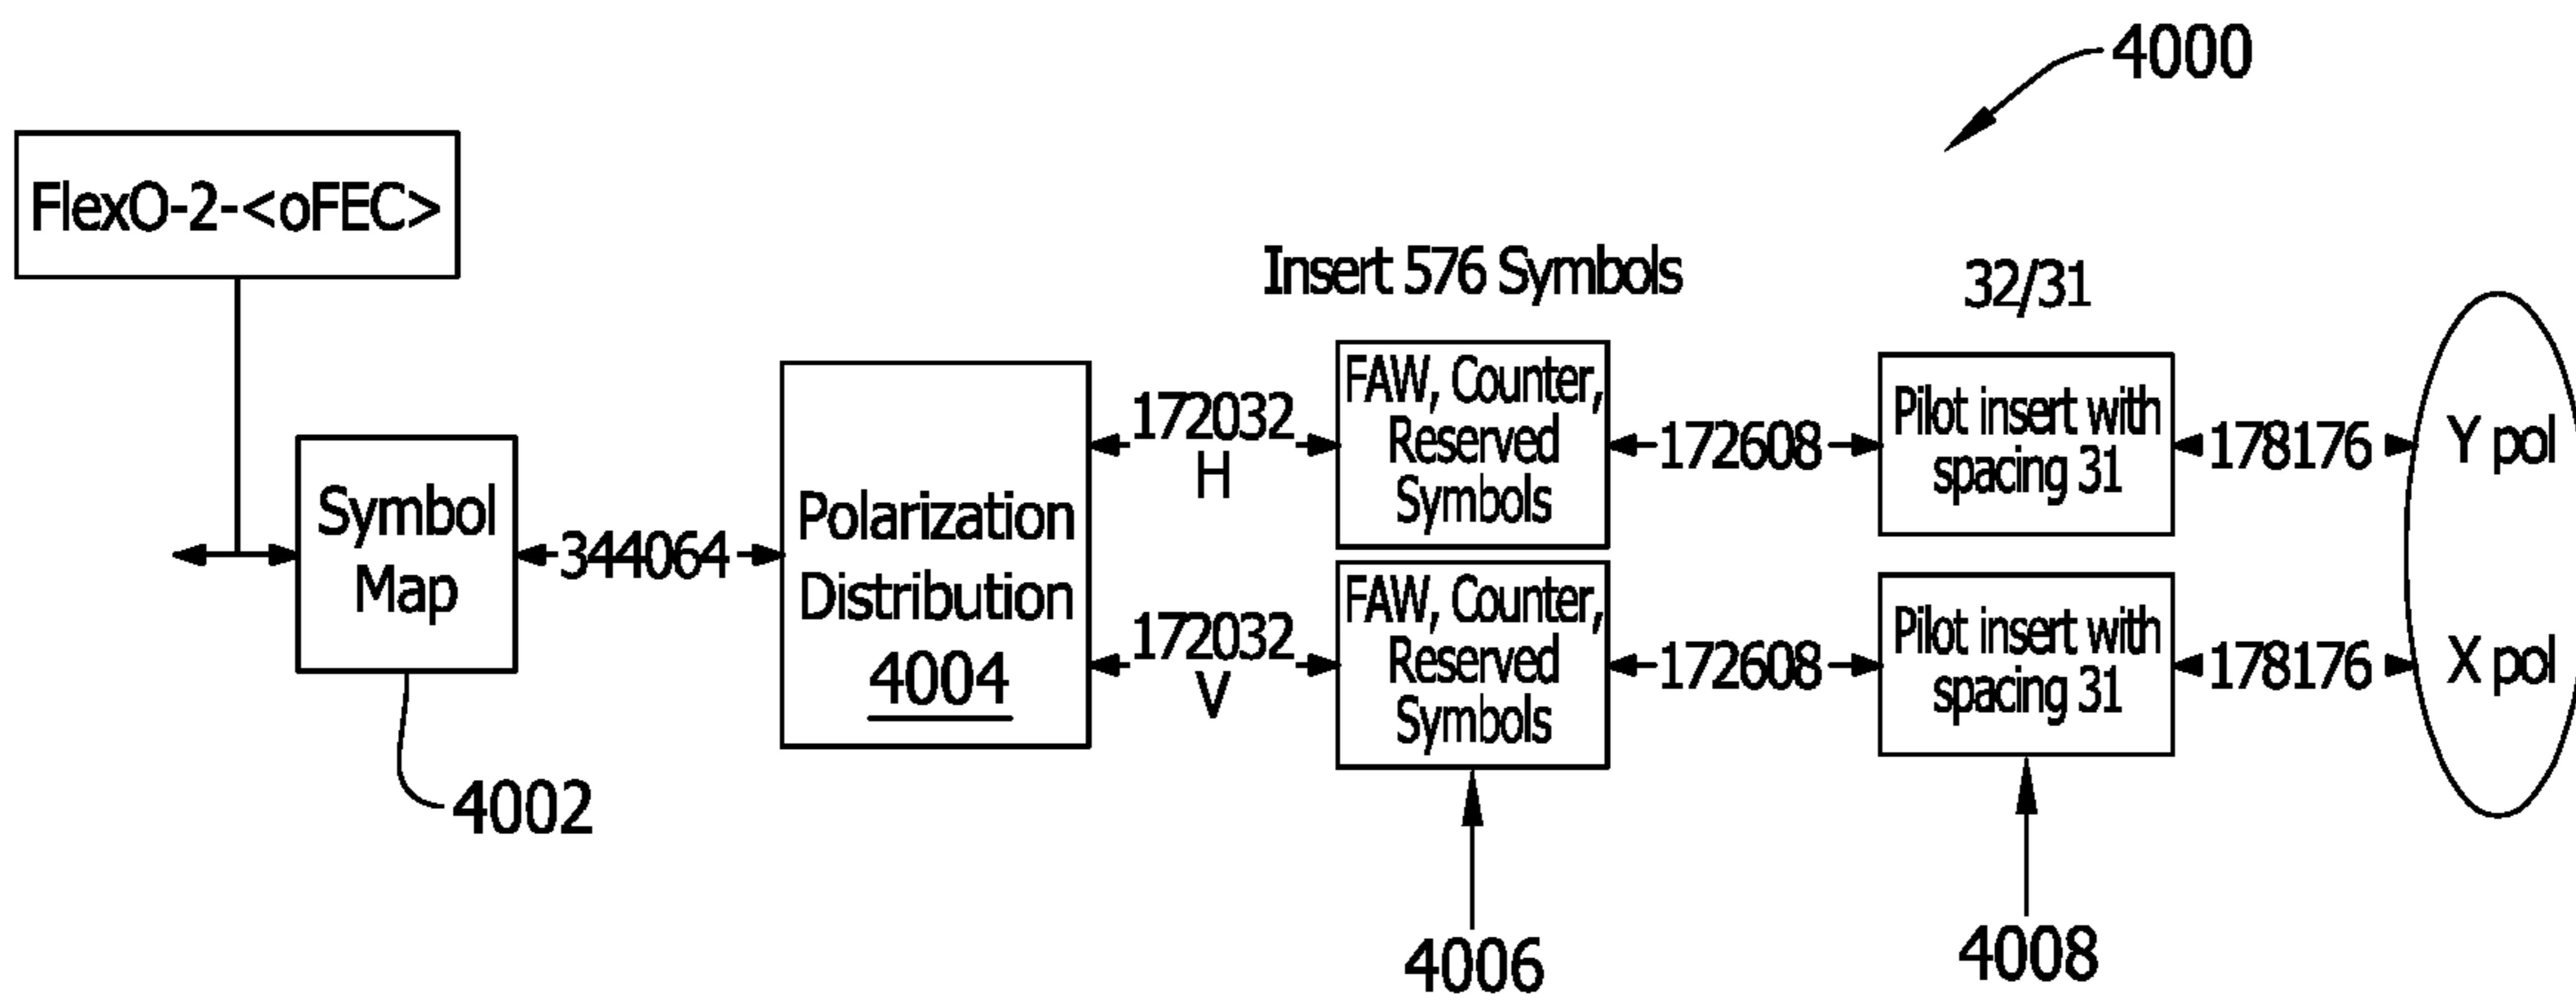 4000
FlexO-2-<oFEC>
Insert 576 Symbols
32/31
Symbol
Map
4002
344064
Polarization
Distribution
4004
172032
H
172032
V
FAW, Counter,
Reserved
Symbols
FAW, Counter,
Reserved
Symbols
4006
172608
172608
Pilot insert with
spacing 31
Pilot insert with
spacing 31
4008
178176
178176
Y pol
X pol